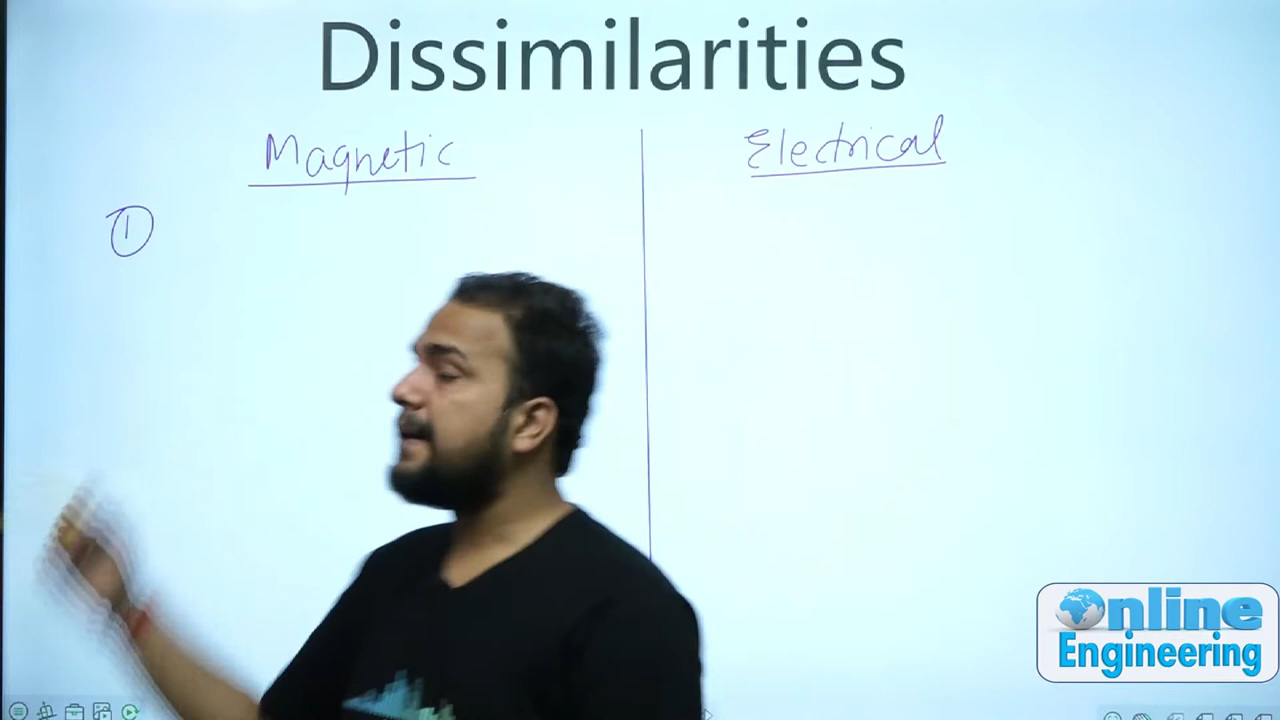 Dissimilarities
Magnetic
Electrical
1
Online
Engineering